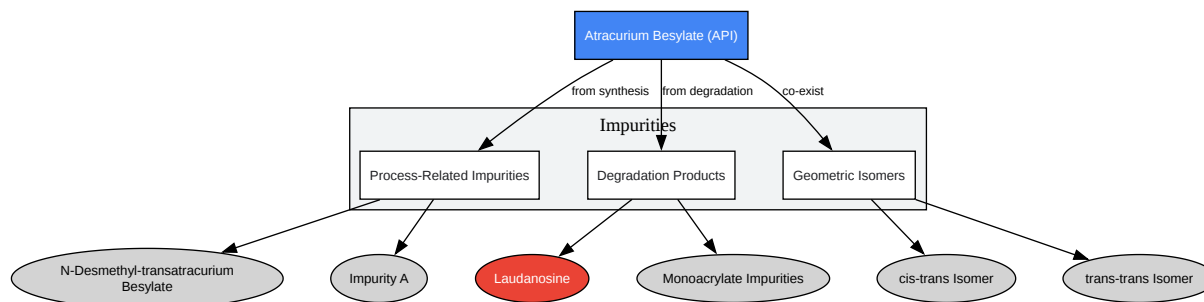 Atracurium Besylate (API)
from synthesis
from degradation
co-exist
Impurities
Process-Related Impurities
Degradation Products
Geometric Isomers
N-Desmethyl-transatracurium
Besylate
Impurity A
Laudanosine
Monoacrylate Impurities
cis-trans Isomer
trans-trans Isomer